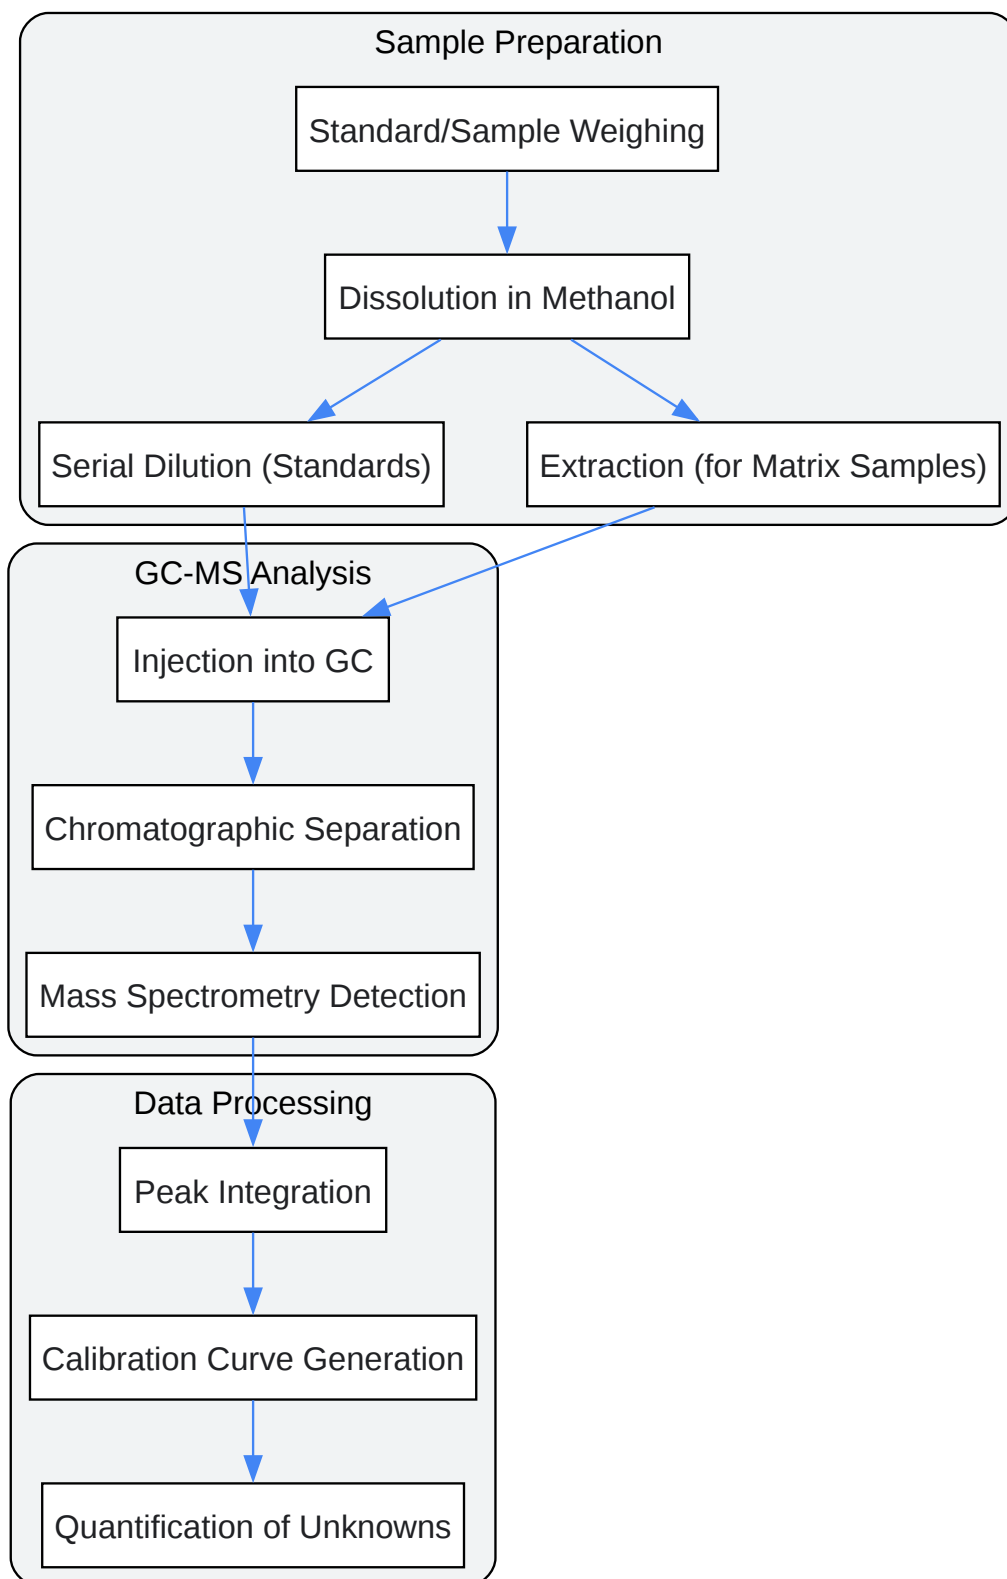 Sample Preparation
Standard/Sample Weighing
Dissolution in Methanol
Serial Dilution (Standards)
Extraction (for Matrix Samples)
GC-MS Analysis
Injection into GC
Chromatographic Separation
Mass Spectrometry Detection
Data Processing
Peak Integration
Calibration Curve Generation
Quantification of Unknowns